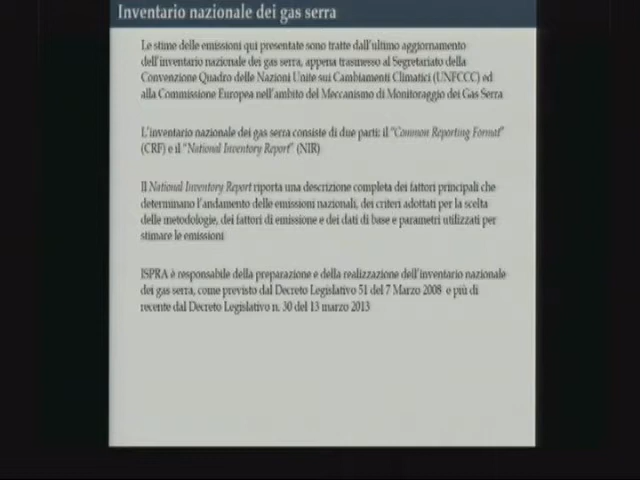 Inventario nazionale dei gas serra
Le stime delle emissioni qui presentate sono tratte dall'ultimo aggiornamento
dell'inventario nazionale dei gas serra, appena trasmesso al Segretariato della
Convenzione Quadro delle Nazioni Unite sui Cambiamenti Climatici (UNFCCC) ed
alla Commissione Europea nell'ambito del Meccanismo di Monitoraggio dei Gas Serra
L'inventario nazionale dei gas serra consiste di due parti: il "Common Reporting Format"
(CRF) e il "National Inventory Report" (NIR)
Il National Inventory Report riporta una descrizione completa dei fattori principali che
determinano l'andamento delle emissioni nazionali, dei criteri adottati per la scelta
delle metodologie, dei fattori di emissione e dei dati di base e parametri utilizzati per
stimare le emissioni
ISPRA è responsabile della preparazione e della realizzazione dell'inventario nazionale
dei gas serra, come previsto dal Decreto Legislativo 51 del 7 Marzo 2008 e più di
recente dal Decreto Legislativo n. 30 del 13 marzo 2013